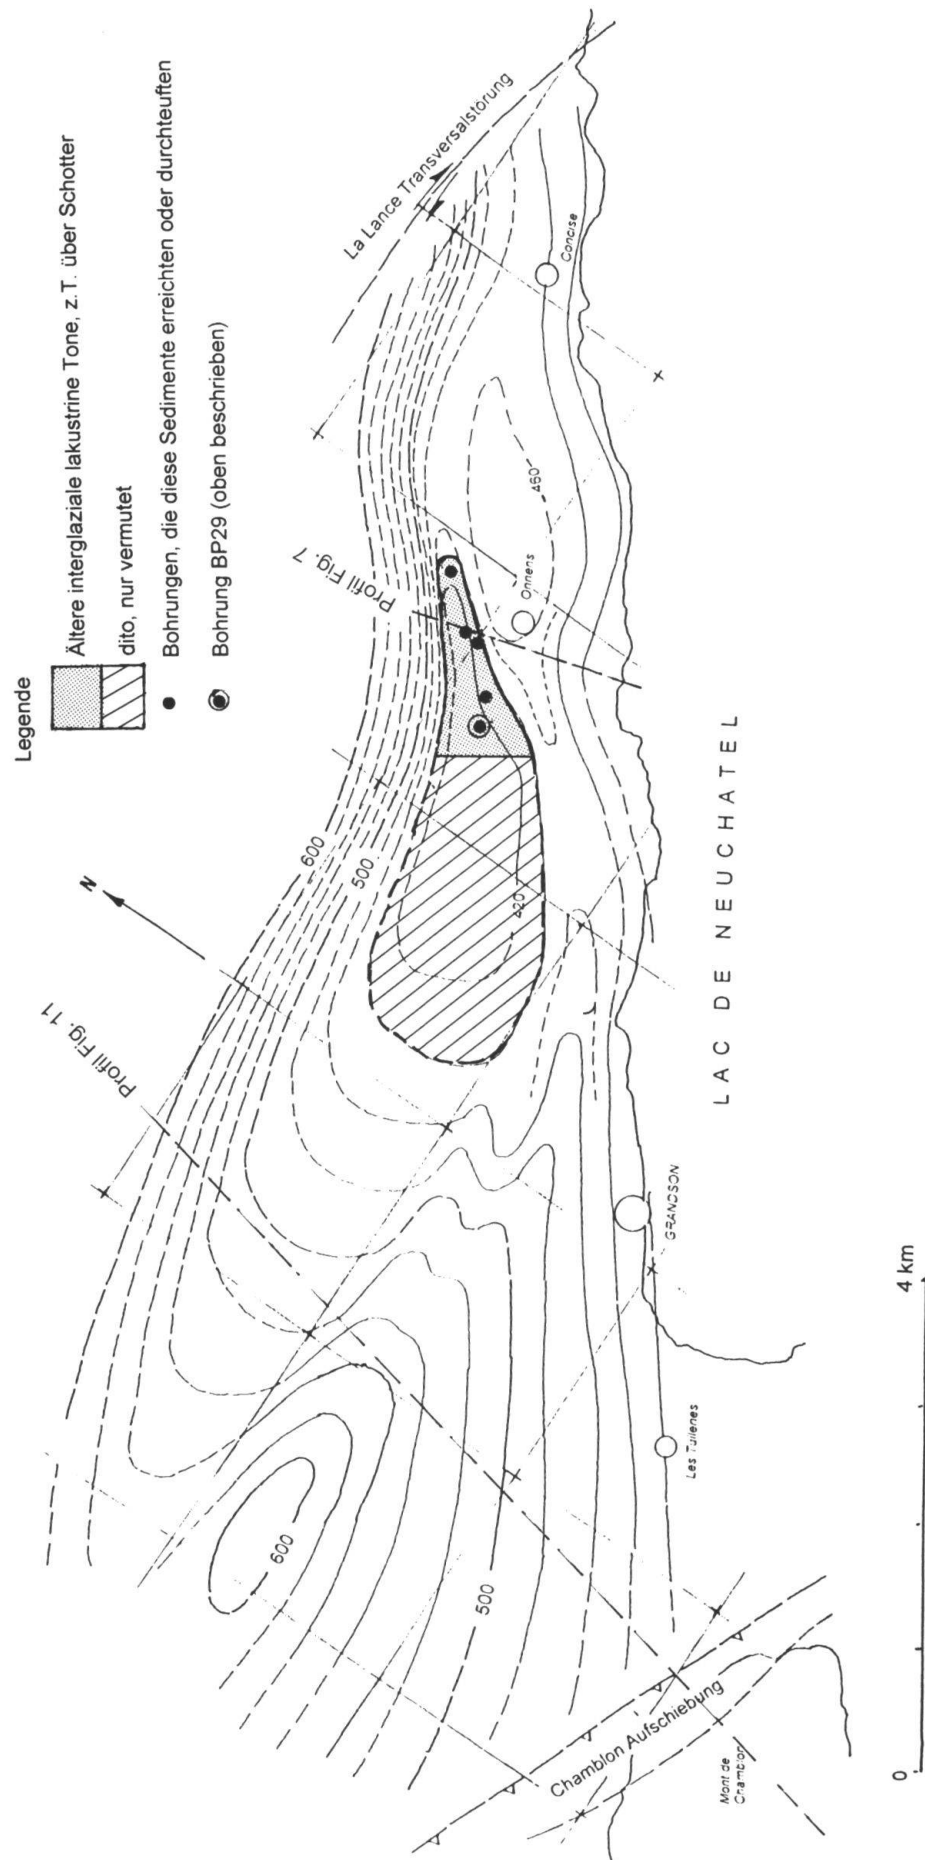 Legende
Ältere interglaziale lakustrine Tone, z.T. über Schotter
dito, nur vermutet
Bohrungen, die diese Sedimente erreichten oder durchteuften
Bohrung BP29 (oben beschrieben)
La Lance Transversalstörung
Concise
460
Onnens
Profil Fig. 7
600
500
420
N
Profil Fig. 11
LAC DE NEUCHATEL
GRANDSON
Les Tuilenes
600
500
Chamblon Aufschiebung
Mont de
Chamblon
0
4 km